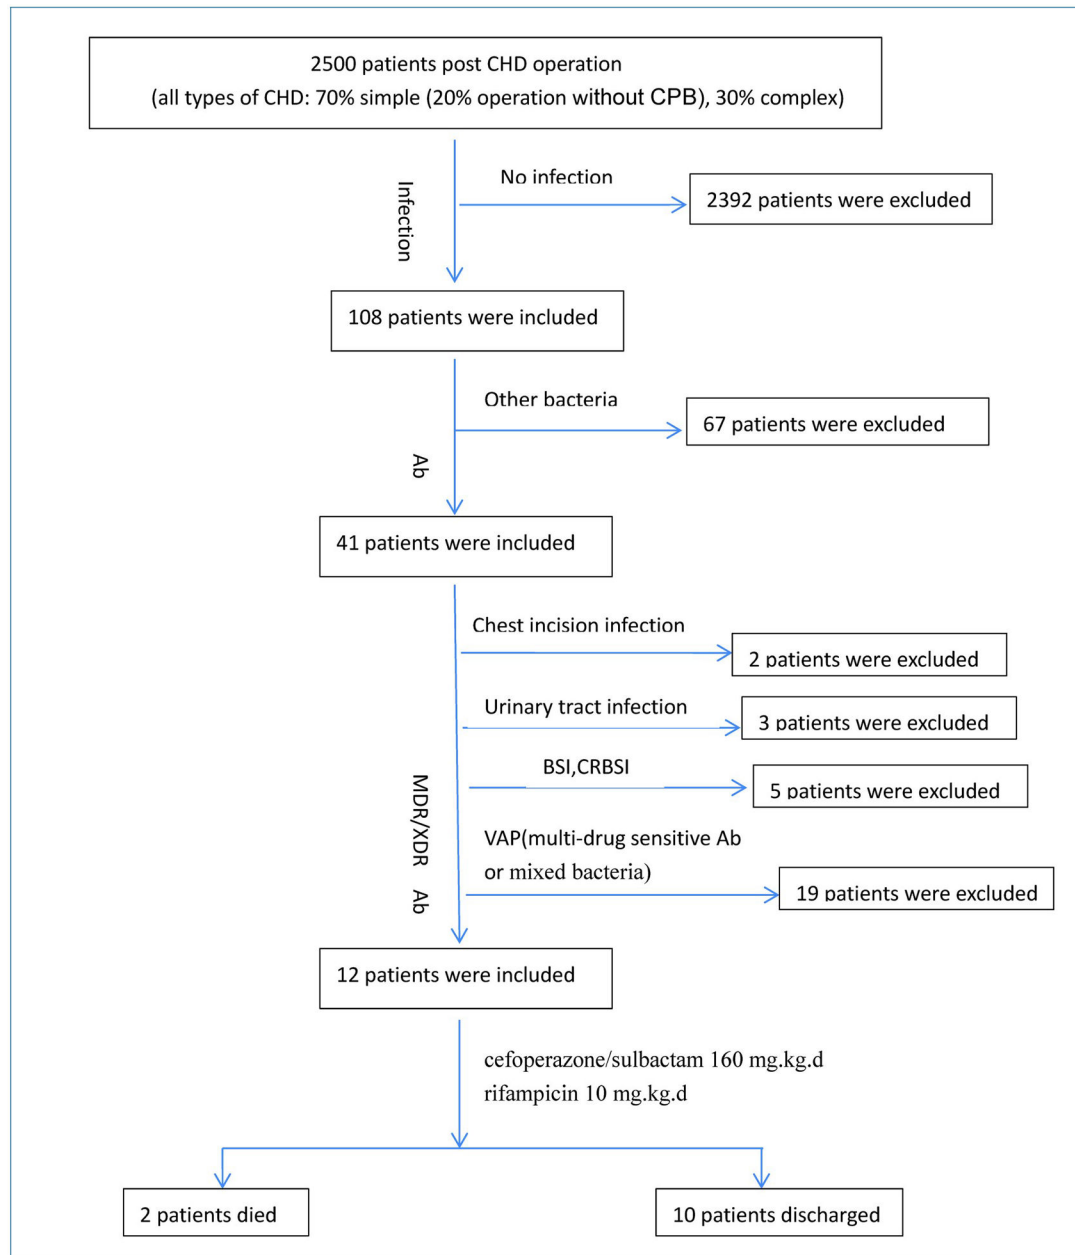 2500 patients post CHD operation
(all types of CHD: 70% simple (20% operation without CPB), 30% complex)
Infection
No infection
2392 patients were excluded
108 patients were included
Other bacteria
67 patients were excluded
Ab
41 patients were included
Chest incision infection
2 patients were excluded
Urinary tract infection
3 patients were excluded
BSI,CRBSI
5 patients were excluded
MDR/XDR Ab
VAP(multi-drug sensitive Ab
or mixed bacteria)
19 patients were excluded
12 patients were included
cefoperazone/sulbactam 160 mg.kg.d
rifampicin 10 mg.kg.d
2 patients died
10 patients discharged